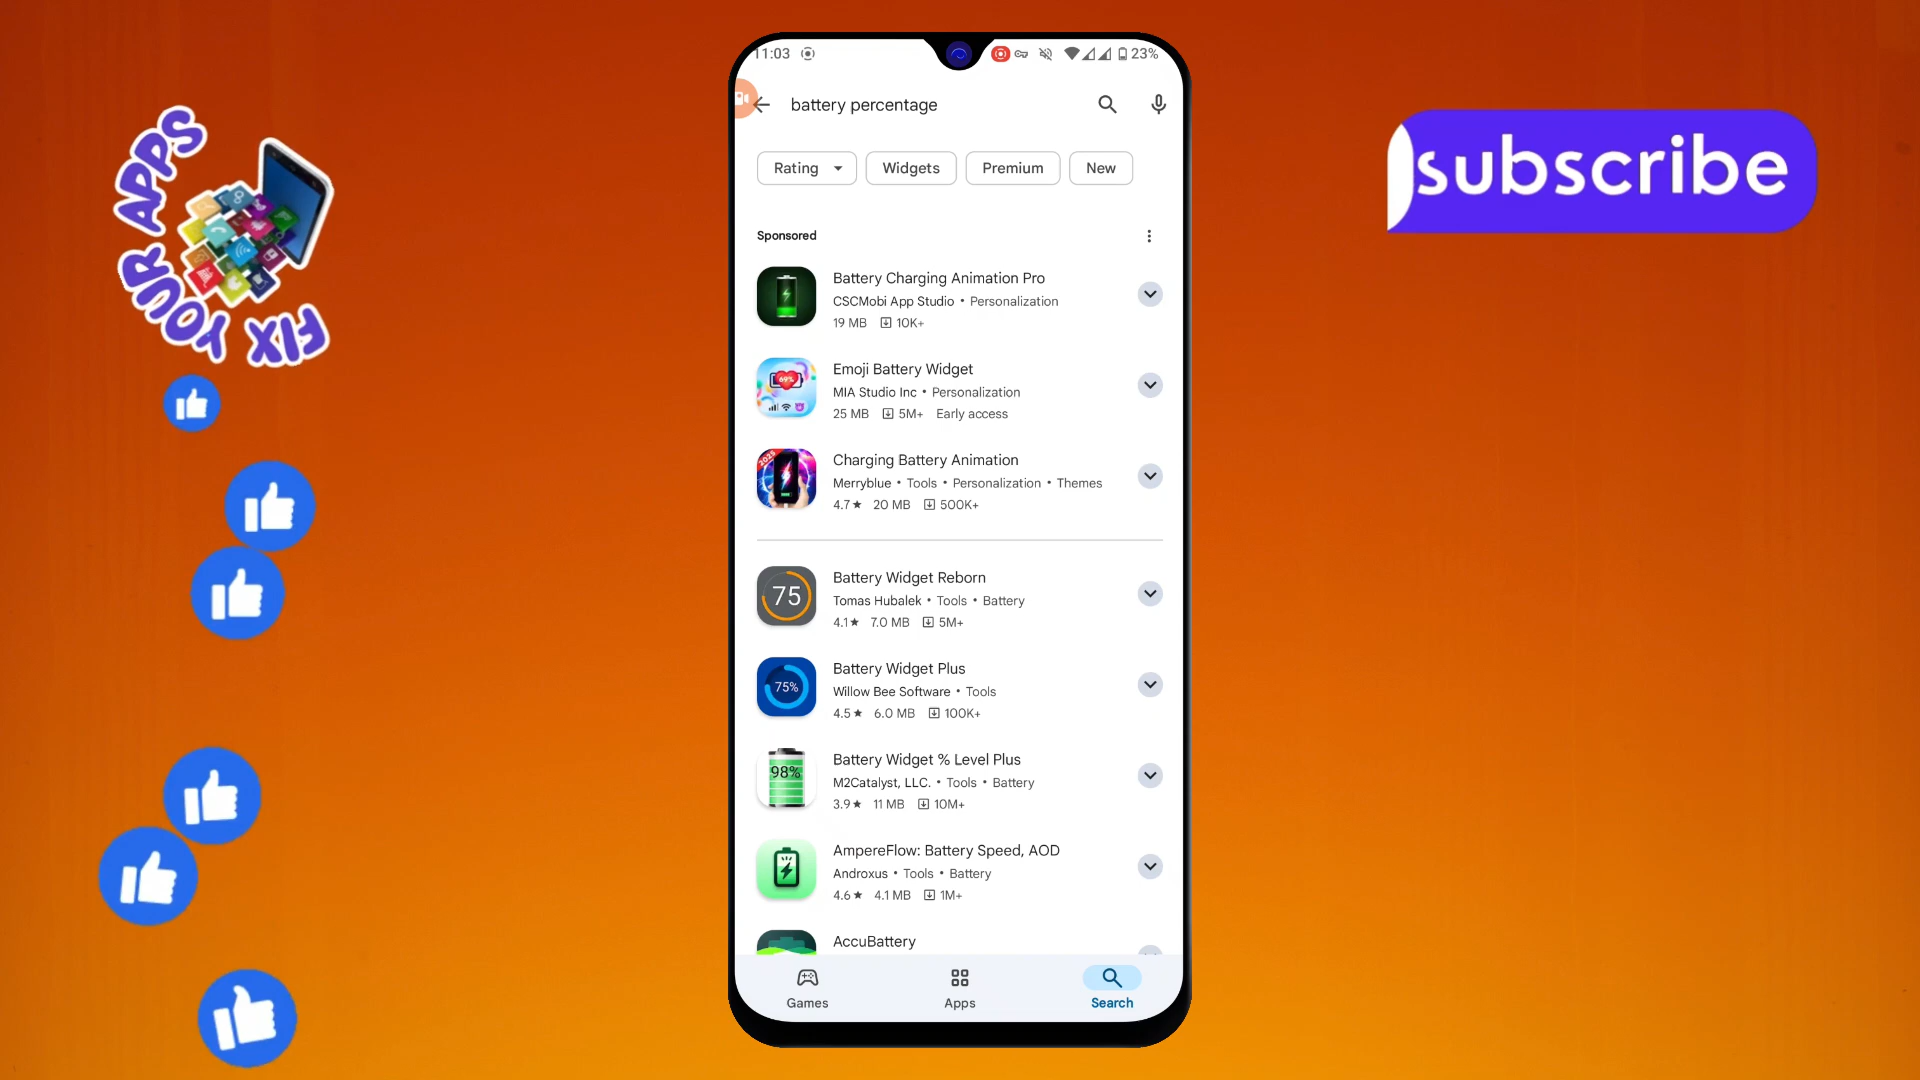 11:03
23%
battery percentage
Rating
Widgets
Premium
New
Sponsored
Battery Charging Animation Pro
CSCMobi App Studio • Personalization
19 MB 10K+
69%
Emoji Battery Widget
MIA Studio Inc • Personalization
25 MB 5M+ Early access
2025
Charging Battery Animation
Merryblue • Tools • Personalization • Themes
4.7★ 20 MB 500K+
75
Battery Widget Reborn
Tomas Hubalek • Tools • Battery
4.1★ 7.0 MB 5M+
75%
Battery Widget Plus
Willow Bee Software • Tools
4.5★ 6.0 MB 100K+
98%
Battery Widget % Level Plus
M2Catalyst, LLC. • Tools • Battery
3.9★ 11 MB 10M+
AmpereFlow: Battery Speed, AOD
Androxus • Tools • Battery
4.6★ 4.1 MB 1M+
AccuBattery
Games
Apps
Search
FIX YOUR APPS
subscribe